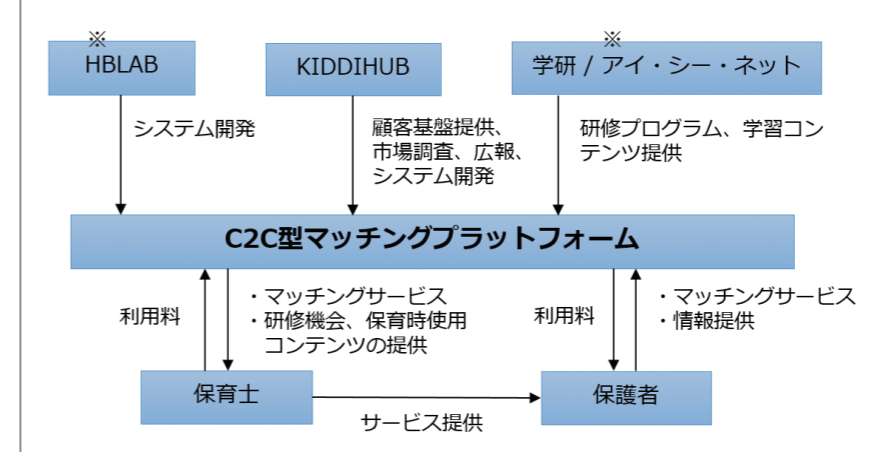 ※
HBLAB
KIDDIHUB
※
学研 / アイ・シー・ネット
システム開発
顧客基盤提供、
市場調査、広報、
システム開発
研修プログラム、学習コン
テンツ提供
C2C型マッチングプラットフォーム
利用料
・マッチングサービス
・研修機会、保育時使用
コンテンツの提供
利用料
・マッチングサービス
・情報提供
保育士
サービス提供
保護者